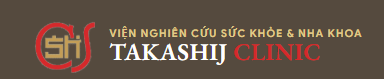 VIỆN NGHIÊN CỨU SỨC KHỎE & NHA KHOA
TAKASHIJ CLINIC